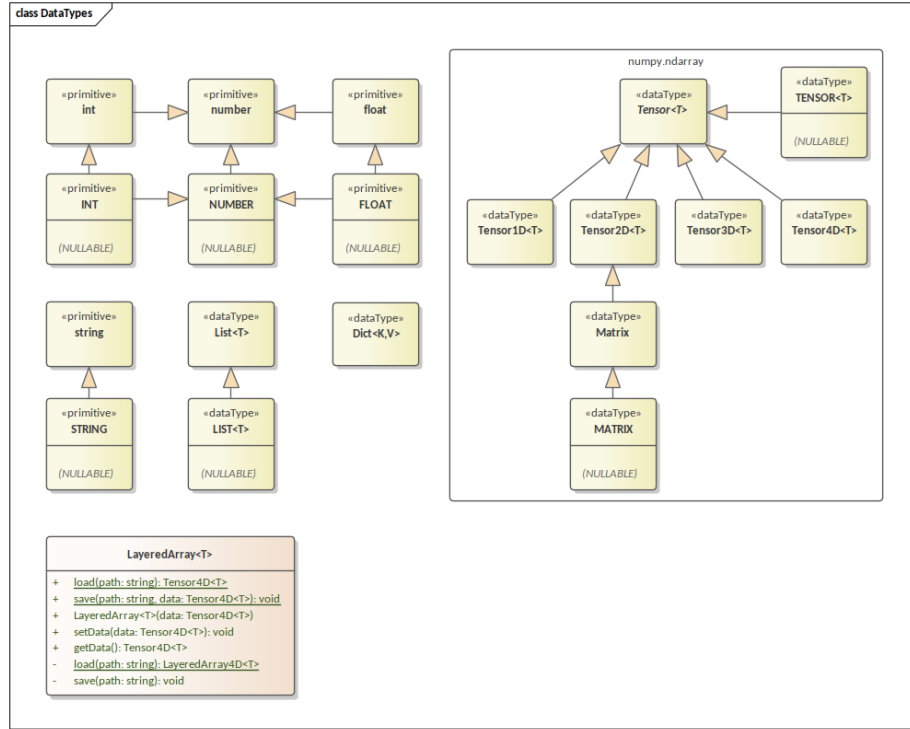 class DataTypes
«primitive»
int
«primitive»
number
«primitive»
float
«primitive»
INT
(NULLABLE)
«primitive»
NUMBER
(NULLABLE)
«primitive»
FLOAT
(NULLABLE)
«primitive»
string
«dataType»
List<T>
«dataType»
Dict<K,V>
«primitive»
STRING
(NULLABLE)
«dataType»
LIST<T>
(NULLABLE)
numpy.ndarray
«dataType»
Tensor<T>
«dataType»
TENSOR<T>
(NULLABLE)
«dataType»
Tensor1D<T>
«dataType»
Tensor2D<T>
«dataType»
Tensor3D<T>
«dataType»
Tensor4D<T>
«dataType»
Matrix
«dataType»
MATRIX
(NULLABLE)
LayeredArray<T>
+ load(path: string): Tensor4D<T>
+ save(path: string, data: Tensor4D<T>): void
+ LayeredArray<T>(data: Tensor4D<T>)
+ setData(data: Tensor4D<T>): void
+ getData(): Tensor4D<T>
- load(path: string): LayeredArray4D<T>
- save(path: string): void